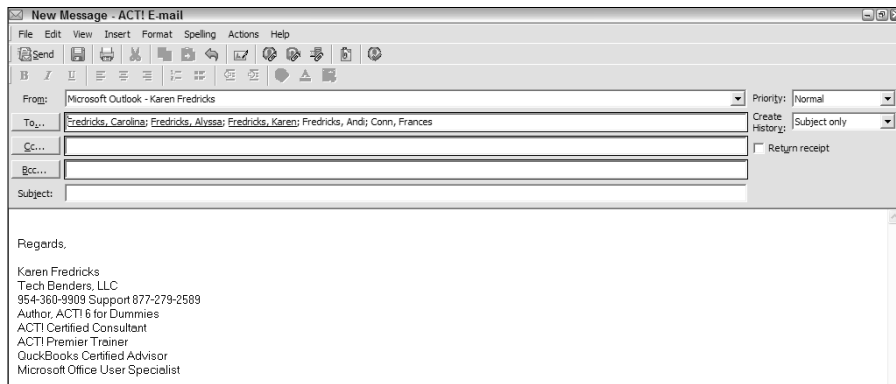 New Message - ACT! E-mail
File Edit View Insert Format Spelling Actions Help
Send
B I U
From: Microsoft Outlook - Karen Fredricks Priority: Normal
To... Fredricks, Carolina; Fredricks, Alyssa; Fredricks, Karen; Fredricks, Andi; Conn, Frances Create History: Subject only
Cc... Return receipt
Bcc...
Subject:
Regards,
Karen Fredricks
Tech Benders, LLC
954-360-9909 Support 877-279-2589
Author, ACT! 6 for Dummies
ACT! Certified Consultant
ACT! Premier Trainer
QuckBooks Certified Advisor
Microsoft Office User Specialist